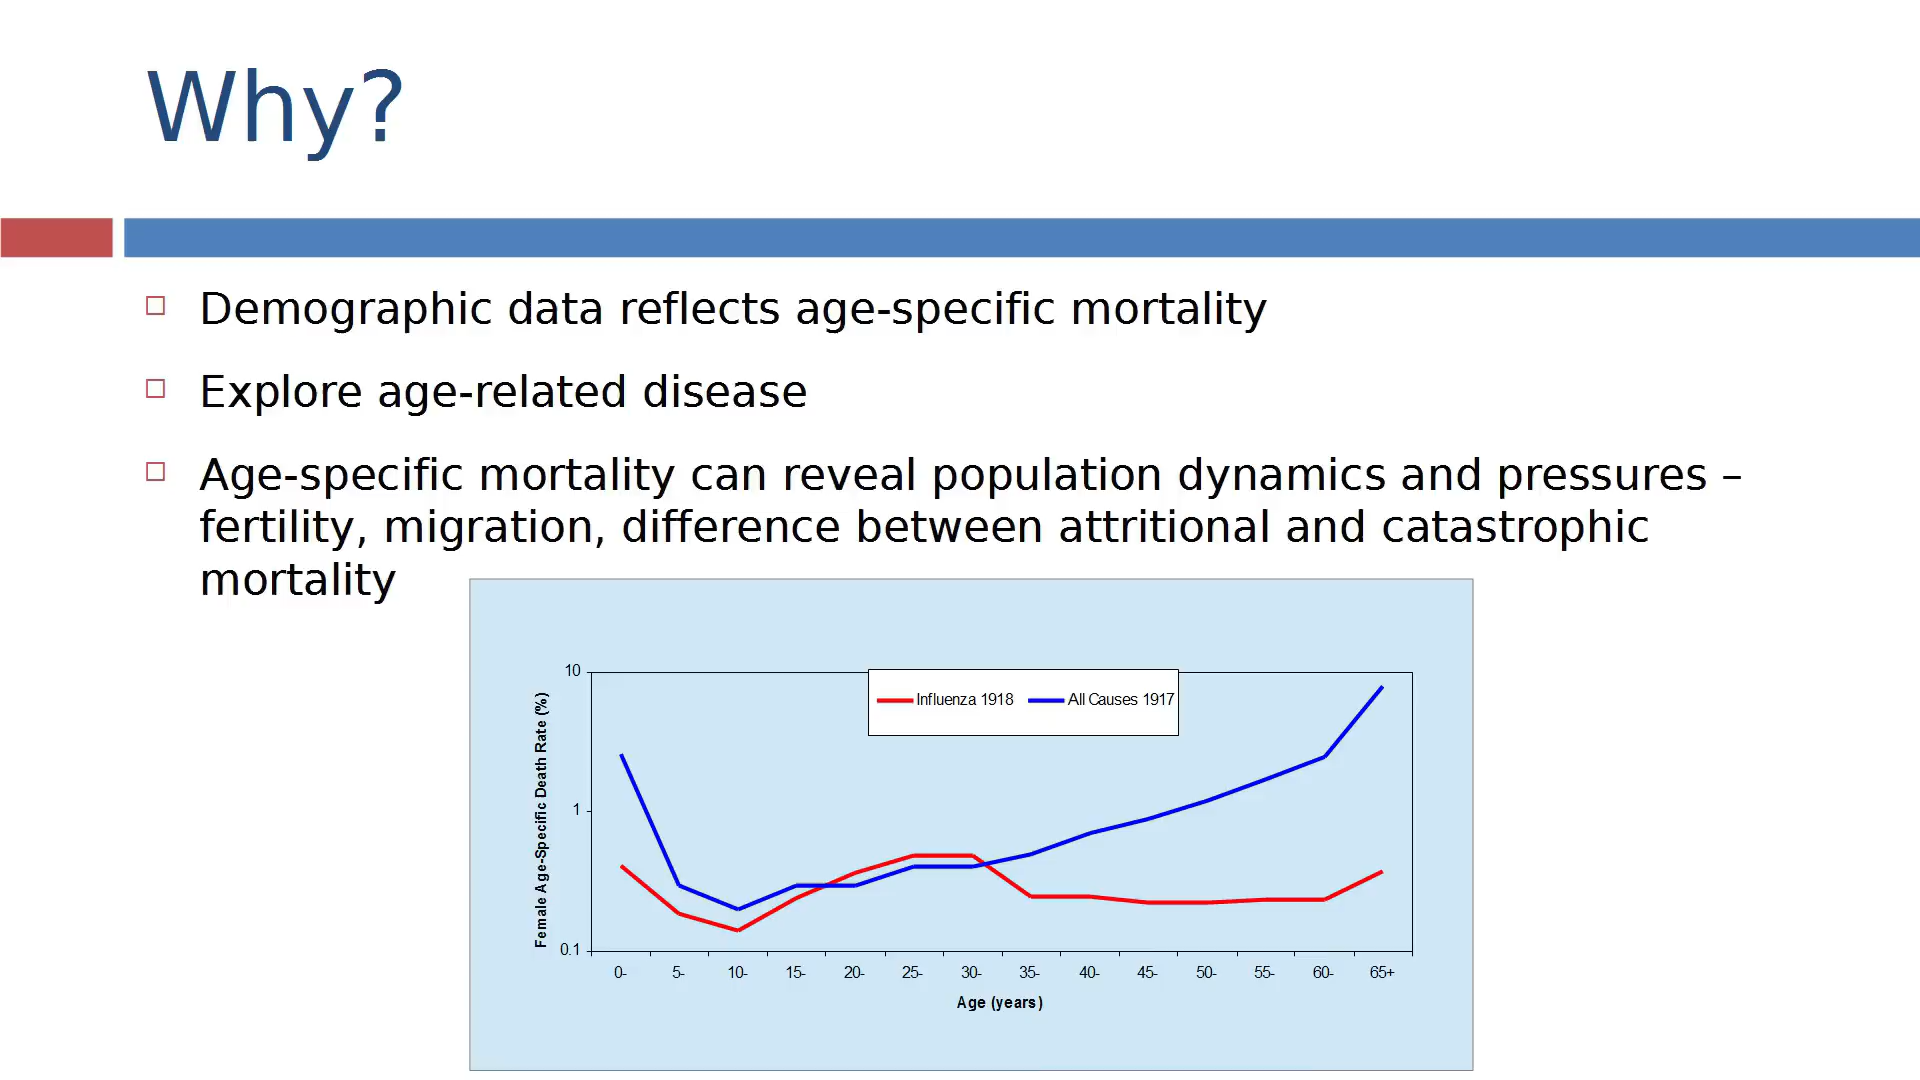 Why?
Demographic data reflects age-specific mortality
Explore age-related disease
Age-specific mortality can reveal population dynamics and pressures –
fertility, migration, difference between attritional and catastrophic
mortality
Influenza 1918 All Causes 1917
Female Age-Specific Death Rate (%)
10
1
0.1
0- 5- 10- 15- 20- 25- 30- 35- 40- 45- 50- 55- 60- 65+
Age (years)